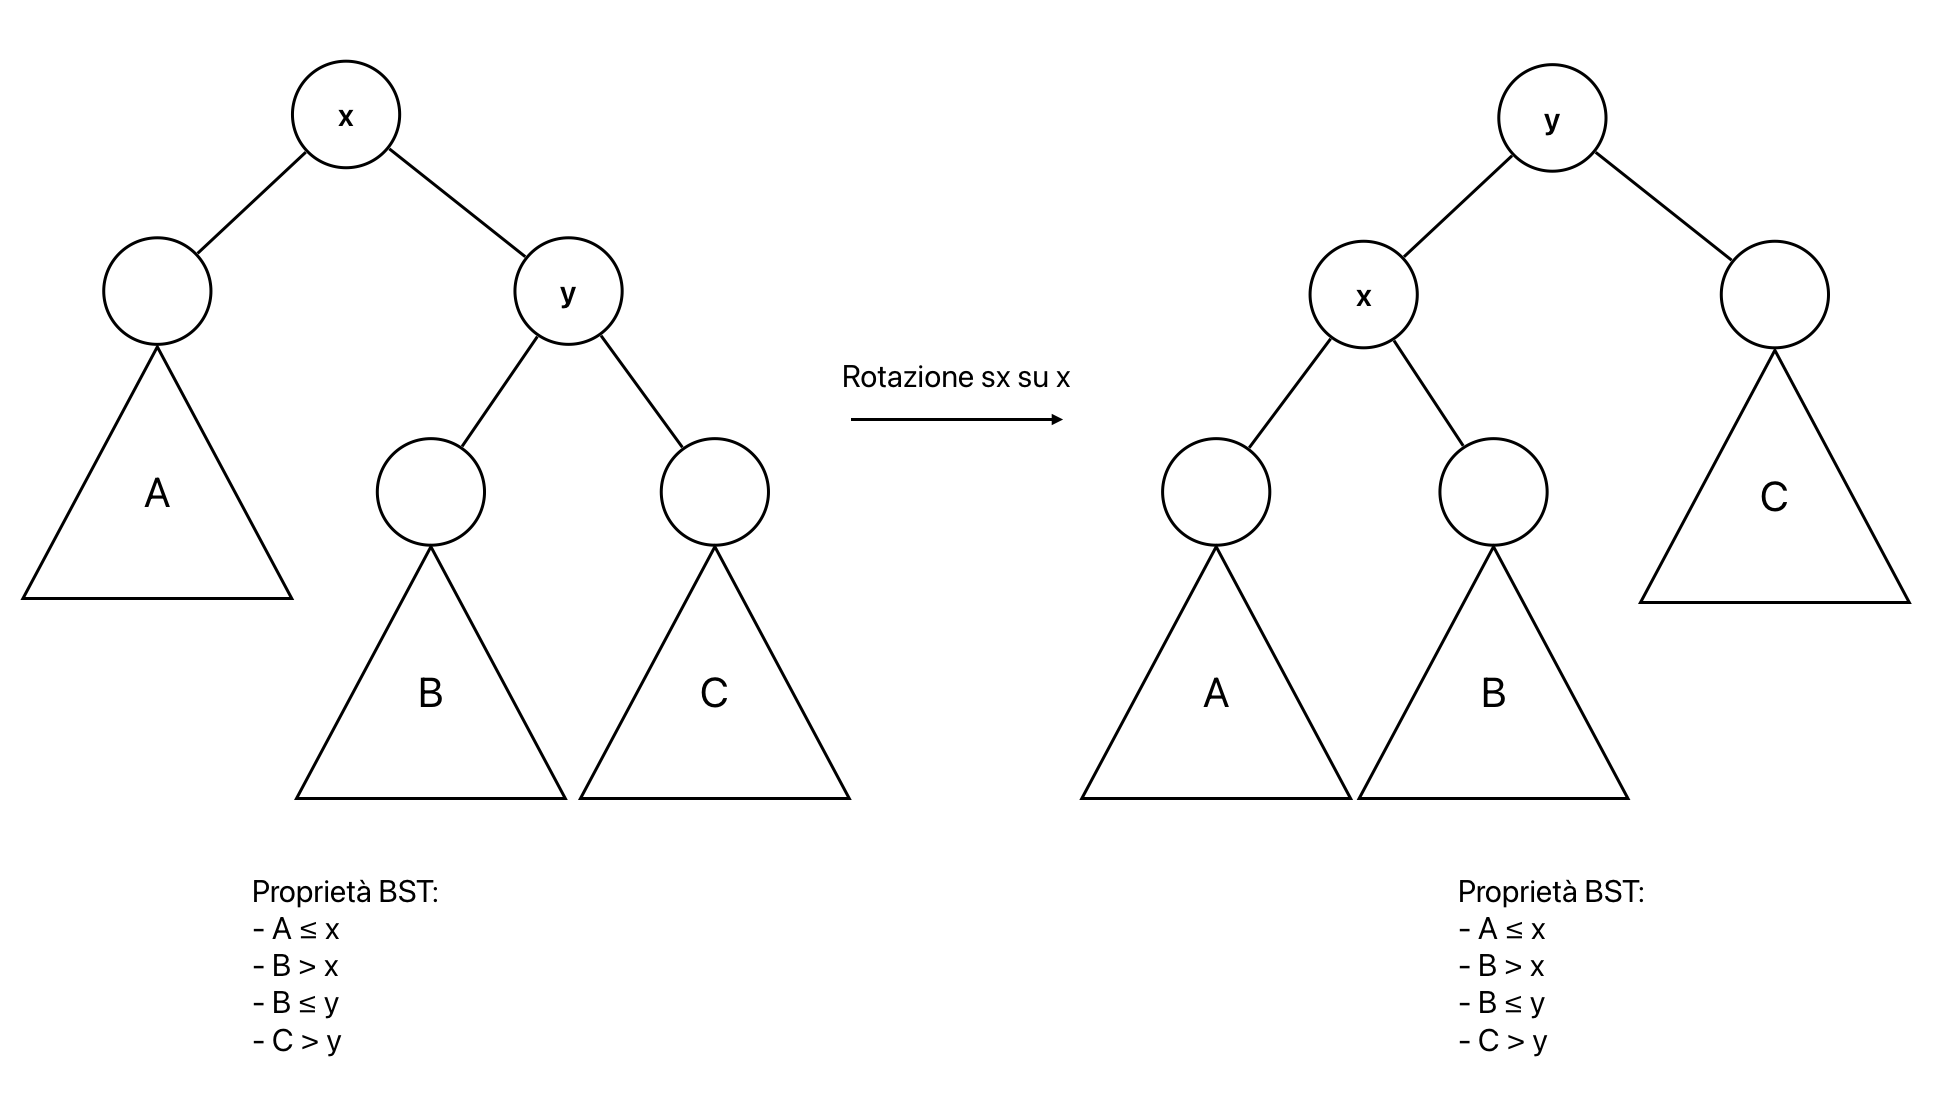 x
y
A
B
C
Rotazione sx su x
y
x
C
A
B
Proprietà BST:
- A ≤ x
- B > x
- B ≤ y
- C > y
Proprietà BST:
- A ≤ x
- B > x
- B ≤ y
- C > y